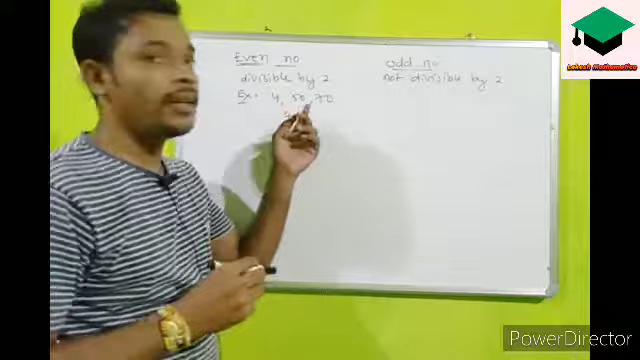 Even no
divisible by 2
Ex:- 4, 50, 70
odd no
not divisible by 2
Lokesh Mathematics
PowerDirector